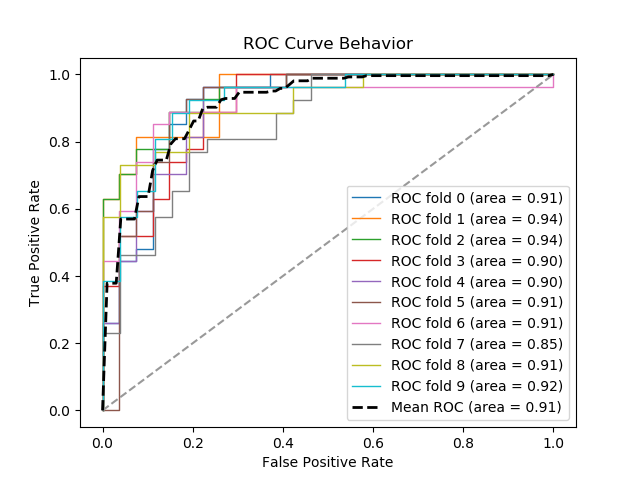 ROC Curve Behavior
True Positive Rate
1.0
0.8
0.6
0.4
0.2
0.0
ROC fold 0 (area = 0.91)
ROC fold 1 (area = 0.94)
ROC fold 2 (area = 0.94)
ROC fold 3 (area = 0.90)
ROC fold 4 (area = 0.90)
ROC fold 5 (area = 0.91)
ROC fold 6 (area = 0.91)
ROC fold 7 (area = 0.85)
ROC fold 8 (area = 0.91)
ROC fold 9 (area = 0.92)
Mean ROC (area = 0.91)
0.0 0.2 0.4 0.6 0.8 1.0
False Positive Rate